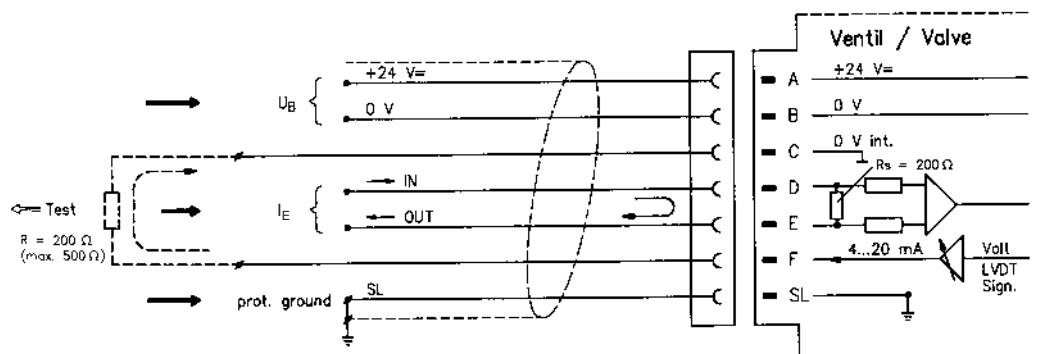 Ventil / Valve
+24 V=
A
+24 V=
U_B
0 V
B
0 V
C
0 V int.
Rs = 200 Ω
IN
D
Test
I_E
OUT
E
R = 200 Ω
(max. 500Ω)
F
4...20 mA
Volt
LVDT
Sign.
prot. ground
SL
SL